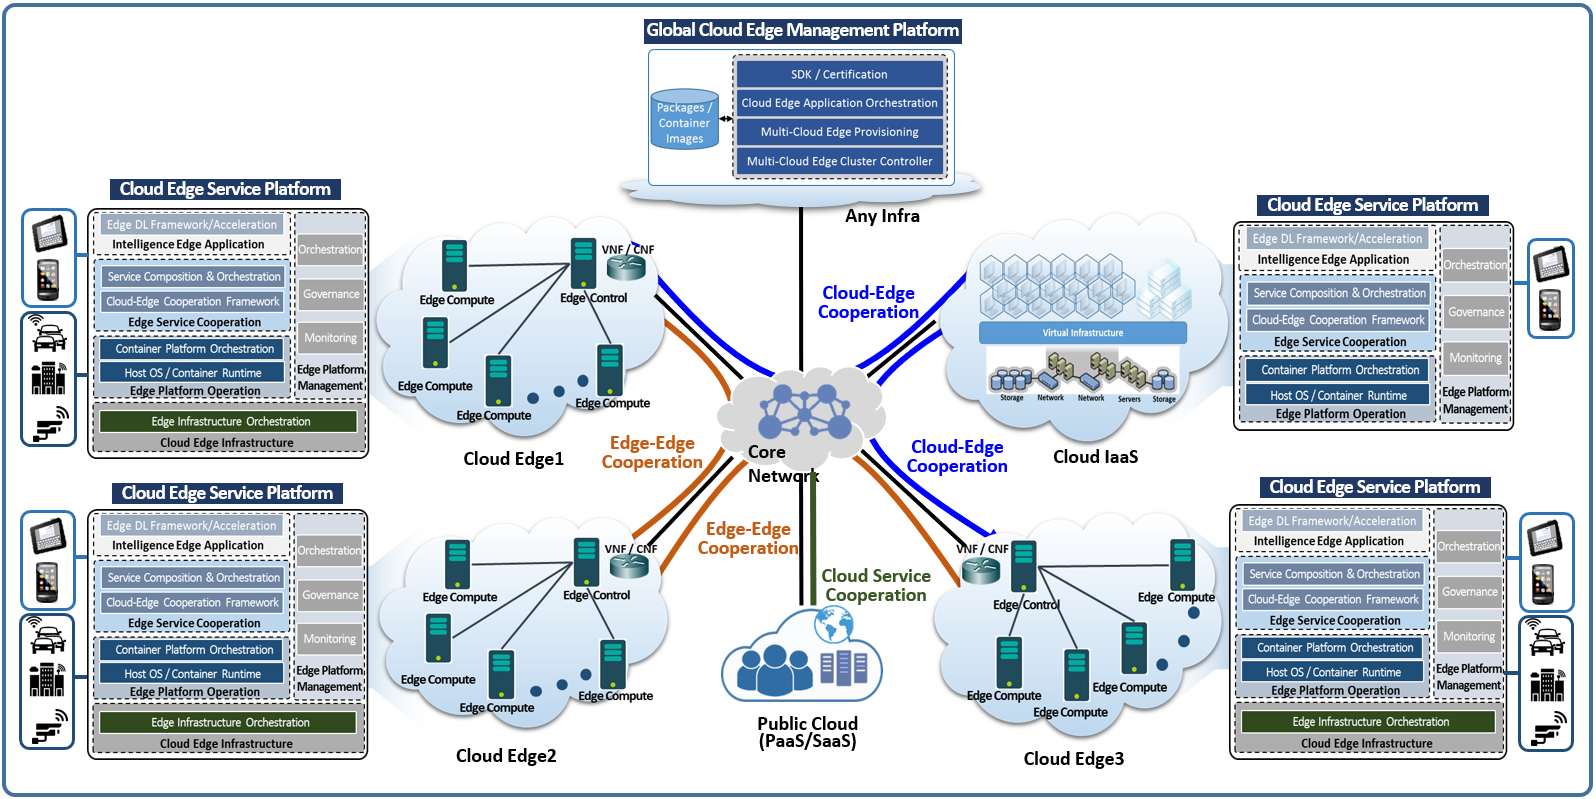 Global Cloud Edge Management Platform
Packages /
Container
Images
SDK / Certification
Cloud Edge Application Orchestration
Multi-Cloud Edge Provisioning
Multi-Cloud Edge Cluster Controller
Any Infra
Cloud Edge Service Platform
Edge DL Framework/Acceleration
Intelligence Edge Application
Service Composition & Orchestration
Cloud-Edge Cooperation Framework
Edge Service Cooperation
Container Platform Orchestration
Host OS / Container Runtime
Edge Platform Operation
Orchestration
Governance
Monitoring
Edge Platform
Management
Edge Infrastructure Orchestration
Cloud Edge Infrastructure
VNF / CNF
Edge Compute
Edge Control
Edge Compute
Edge Compute
Edge Compute
Cloud Edge1
Cloud-Edge
Cooperation
Virtual Infrastructure
Storage
Network
Network
Servers
Storage
Cloud IaaS
Cloud Edge Service Platform
Edge DL Framework/Acceleration
Intelligence Edge Application
Service Composition & Orchestration
Cloud-Edge Cooperation Framework
Edge Service Cooperation
Container Platform Orchestration
Host OS / Container Runtime
Edge Platform Operation
Orchestration
Governance
Monitoring
Edge Platform
Management
Core
Network
Edge-Edge
Cooperation
Cloud-Edge
Cooperation
Edge-Edge
Cooperation
Cloud Service
Cooperation
Cloud Edge Service Platform
Edge DL Framework/Acceleration
Intelligence Edge Application
Service Composition & Orchestration
Cloud-Edge Cooperation Framework
Edge Service Cooperation
Container Platform Orchestration
Host OS / Container Runtime
Edge Platform Operation
Orchestration
Governance
Monitoring
Edge Platform
Management
Edge Infrastructure Orchestration
Cloud Edge Infrastructure
VNF / CNF
Edge Compute
Edge Control
Edge Compute
Edge Compute
Edge Compute
Cloud Edge2
Public Cloud
(PaaS/SaaS)
VNF / CNF
Edge Control
Edge Compute
Edge Compute
Edge Compute
Edge Compute
Cloud Edge3
Cloud Edge Service Platform
Edge DL Framework/Acceleration
Intelligence Edge Application
Service Composition & Orchestration
Cloud-Edge Cooperation Framework
Edge Service Cooperation
Container Platform Orchestration
Host OS / Container Runtime
Edge Platform Operation
Orchestration
Governance
Monitoring
Edge Platform
Management
Edge Infrastructure Orchestration
Cloud Edge Infrastructure